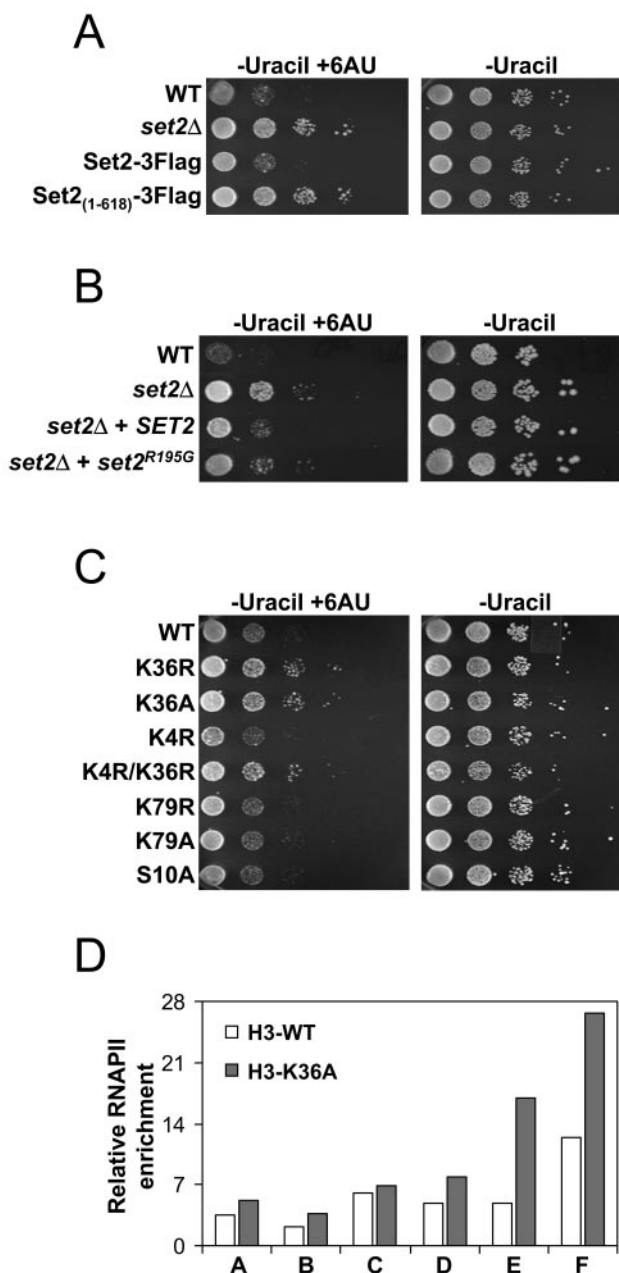 A
-Uracil +6AU -Uracil
WT
set2Δ
Set2-3Flag
Set2(1-618)-3Flag
B
-Uracil +6AU -Uracil
WT
set2Δ
set2Δ + SET2
set2Δ + set2R195G
C
-Uracil +6AU -Uracil
WT
K36R
K36A
K4R
K4R/K36R
K79R
K79A
S10A
D
Relative RNAPII
enrichment
28
21
14
7
0
H3-WT
H3-K36A
A B C D E F